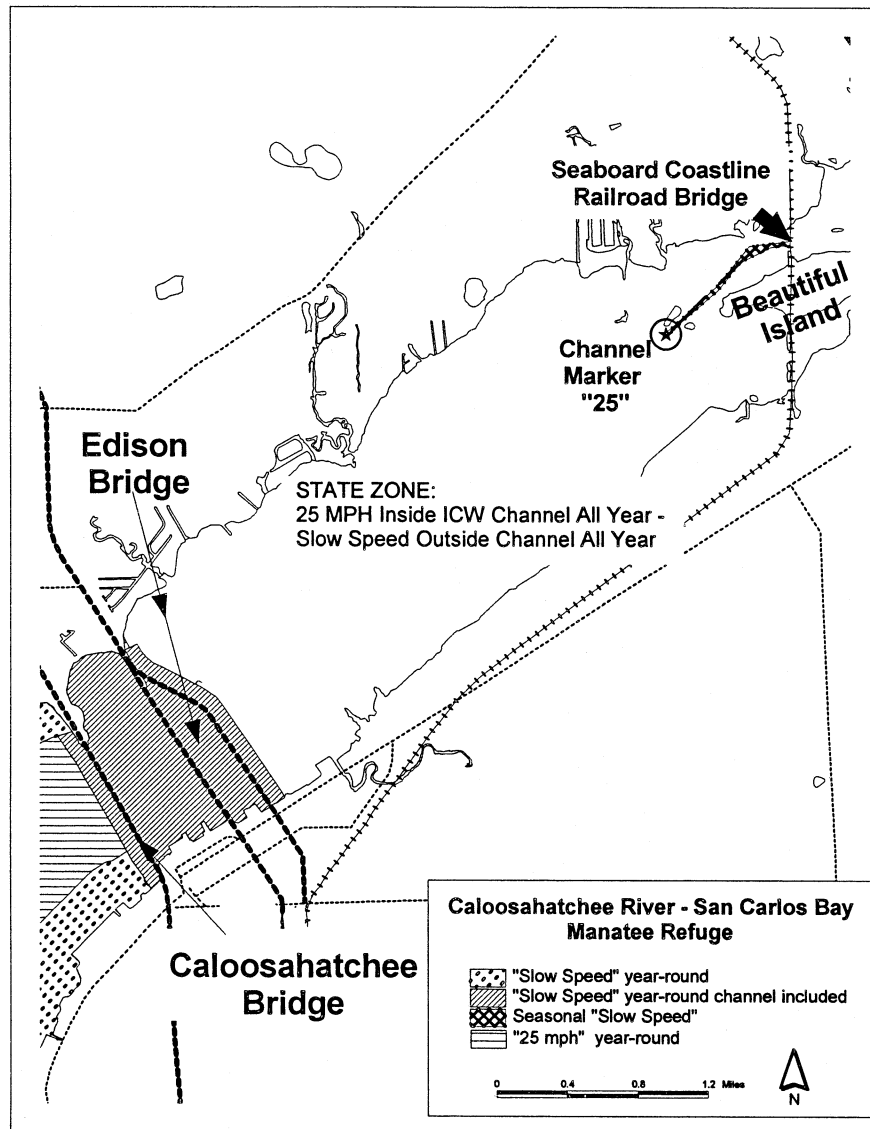 Seaboard Coastline
Railroad Bridge
Beautiful
Island
Channel
Marker
"25"
Edison
Bridge
STATE ZONE:
25 MPH Inside ICW Channel All Year -
Slow Speed Outside Channel All Year
Caloosahatchee
Bridge
Caloosahatchee River - San Carlos Bay
Manatee Refuge
"Slow Speed" year-round
"Slow Speed" year-round channel included
Seasonal "Slow Speed"
"25 mph" year-round
0 0.4 0.8 1.2 Miles
N